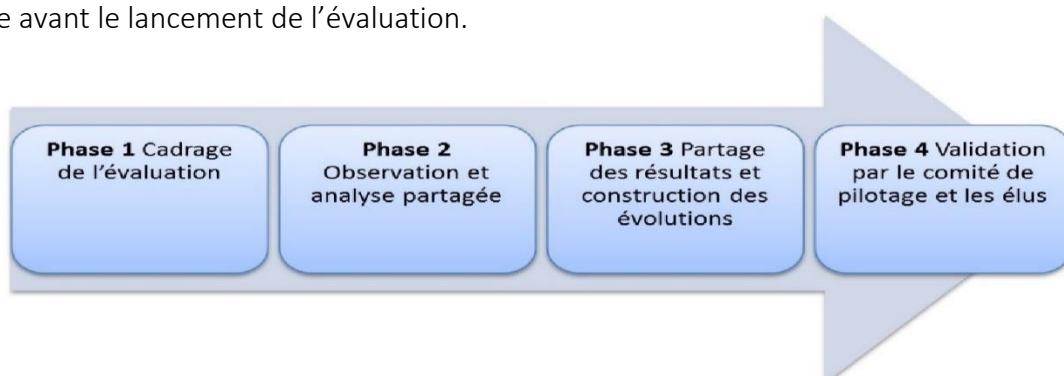 e avant le lancement de l’évaluation.
Phase 1 Cadrage
de l’évaluation
Phase 2
Observation et
analyse partagée
Phase 3 Partage
des résultats et
construction des
évolutions
Phase 4 Validation
par le comité de
pilotage et les élus